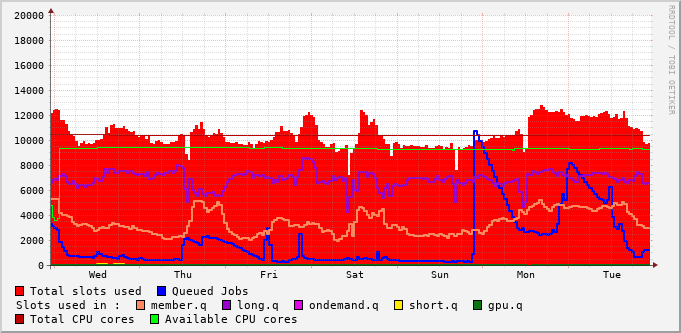 20000
18000
16000
14000
12000
10000
8000
6000
4000
2000
0
Wed Thu Fri Sat Sun Mon Tue
RRDTOOL / TOBI OETIKER
Total slots used Queued Jobs
Slots used in : member.q long.q ondemand.q short.q gpu.q
Total CPU cores Available CPU cores